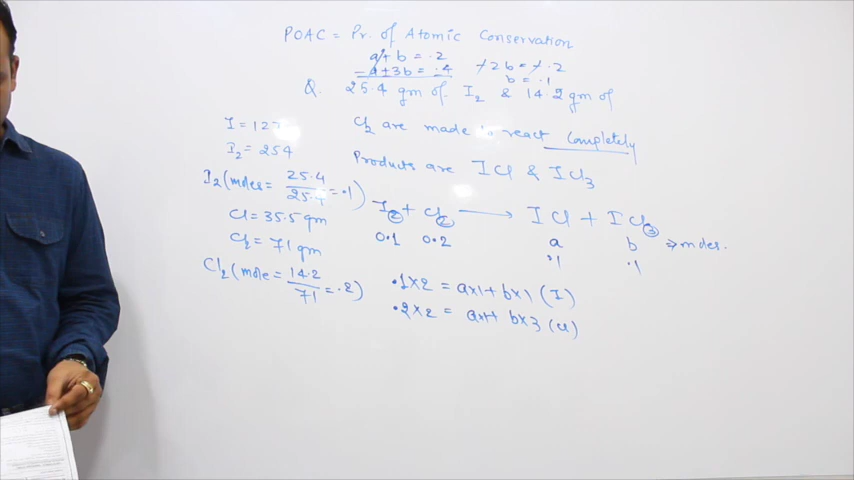 POAC = Pr. of Atomic Conservation
a + b = .2
-a + 3b = .4
-2b = -.2
b = .1
Q. 25.4 gm of I2 & 14.2 gm of
Cl2 are made to react completely
Products are ICl & ICl3
I = 127
I2 = 254
I2 (moles = 25.4/25.4 = .1)
Cl = 35.5 gm
Cl2 = 71 gm
Cl2 (mole = 14.2/71 = .2)
I2 + Cl2 ⟶ ICl + ICl3
0.1 0.2 a b ⇒ moles.
.1 .1
.1×2 = a×1 + b×1 (I)
.2×2 = a×1+ b×3 (Cl)